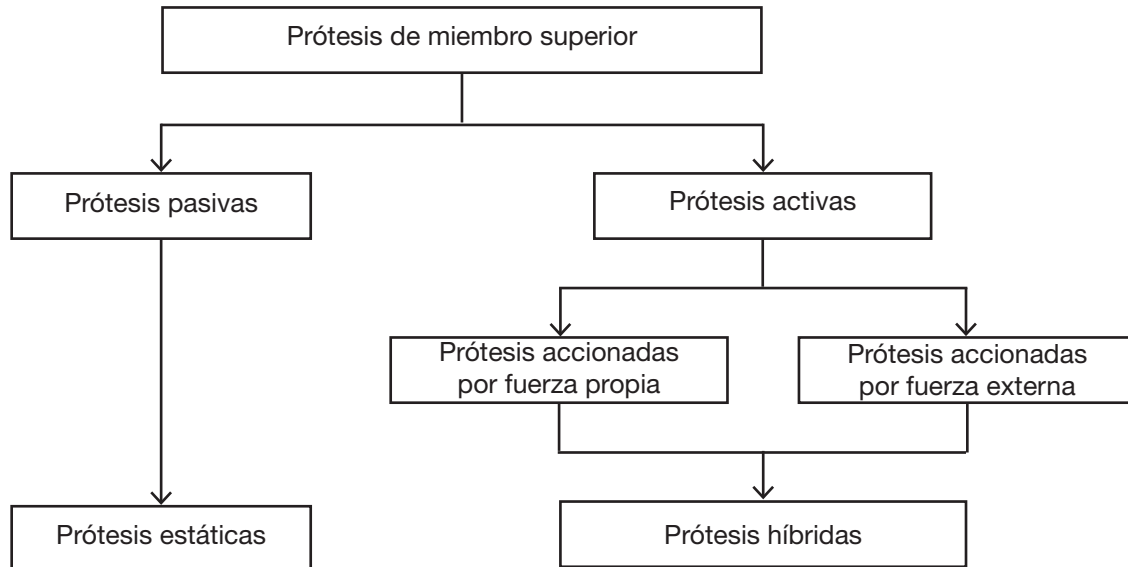 Prótesis de miembro superior
Prótesis pasivas
Prótesis activas
Prótesis accionadas
por fuerza propia
Prótesis accionadas
por fuerza externa
Prótesis estáticas
Prótesis híbridas